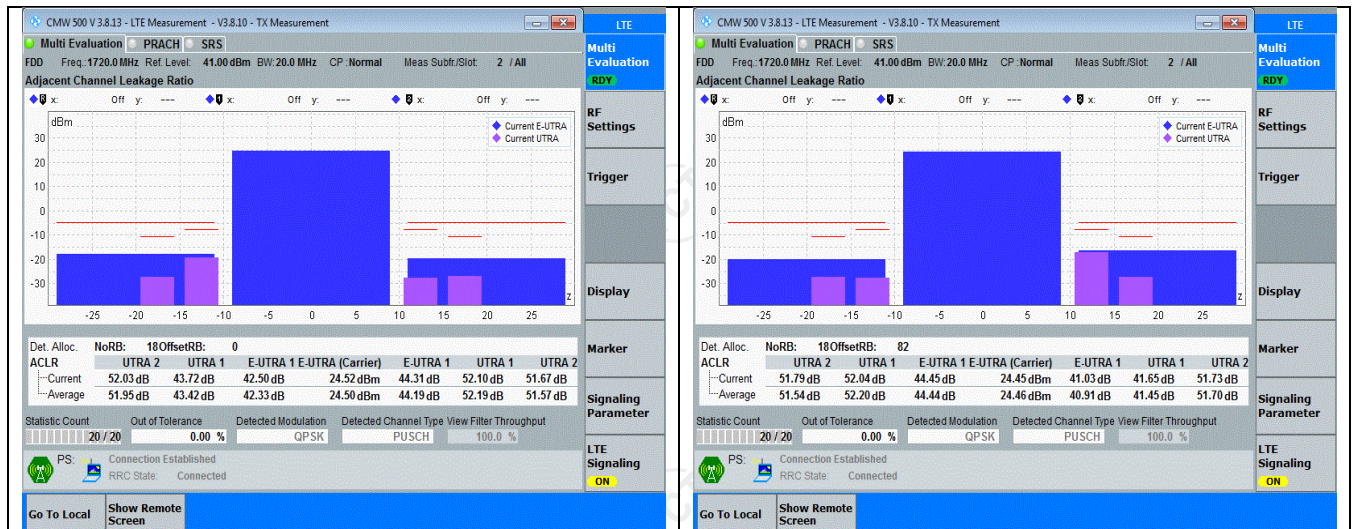 CMW 500 V 3.8.13 - LTE Measurement - V3.8.10 - TX Measurement
LTE
Multi Evaluation PRACH SRS
Multi
Evaluation
RDY
FDD Freq.:1720.0 MHz Ref. Level: 41.00 dBm BW:20.0 MHz CP :Normal Meas Subfr./Slot: 2 / All
Adjacent Channel Leakage Ratio
x: Off y: --- x: Off y: --- x: Off y: ---
RF
Settings
dBm
Current E-UTRA
Current UTRA
30
20
10
0
-10
-20
-30
-25 -20 -15 -10 -5 0 5 10 15 20 25
z
Trigger
Display
Marker
Det. Alloc. NoRB: 18OffsetRB: 0
ACLR UTRA 2 UTRA 1 E-UTRA 1 E-UTRA (Carrier) E-UTRA 1 UTRA 1 UTRA 2
Current 52.03 dB 43.72 dB 42.50 dB 24.52 dBm 44.31 dB 52.10 dB 51.67 dB
Average 51.95 dB 43.42 dB 42.33 dB 24.50 dBm 44.19 dB 52.19 dB 51.57 dB
Signaling
Parameter
Statistic Count Out of Tolerance Detected Modulation Detected Channel Type View Filter Throughput
20 / 20 0.00 % QPSK PUSCH 100.0 %
PS: Connection Established
RRC State: Connected
LTE
Signaling
ON
Go To Local
Show Remote
Screen
CMW 500 V 3.8.13 - LTE Measurement - V3.8.10 - TX Measurement
LTE
Multi Evaluation PRACH SRS
Multi
Evaluation
RDY
FDD Freq.:1720.0 MHz Ref. Level: 41.00 dBm BW:20.0 MHz CP :Normal Meas Subfr./Slot: 2 / All
Adjacent Channel Leakage Ratio
x: Off y: --- x: Off y: --- x: Off y: ---
RF
Settings
dBm
Current E-UTRA
Current UTRA
30
20
10
0
-10
-20
-30
-25 -20 -15 -10 -5 0 5 10 15 20 25
z
Trigger
Display
Marker
Det. Alloc. NoRB: 18OffsetRB: 82
ACLR UTRA 2 UTRA 1 E-UTRA 1 E-UTRA (Carrier) E-UTRA 1 UTRA 1 UTRA 2
Current 51.79 dB 52.04 dB 44.45 dB 24.45 dBm 41.03 dB 41.65 dB 51.73 dB
Average 51.54 dB 52.20 dB 44.44 dB 24.46 dBm 40.91 dB 41.45 dB 51.70 dB
Signaling
Parameter
Statistic Count Out of Tolerance Detected Modulation Detected Channel Type View Filter Throughput
20 / 20 0.00 % QPSK PUSCH 100.0 %
PS: Connection Established
RRC State: Connected
LTE
Signaling
ON
Go To Local
Show Remote
Screen